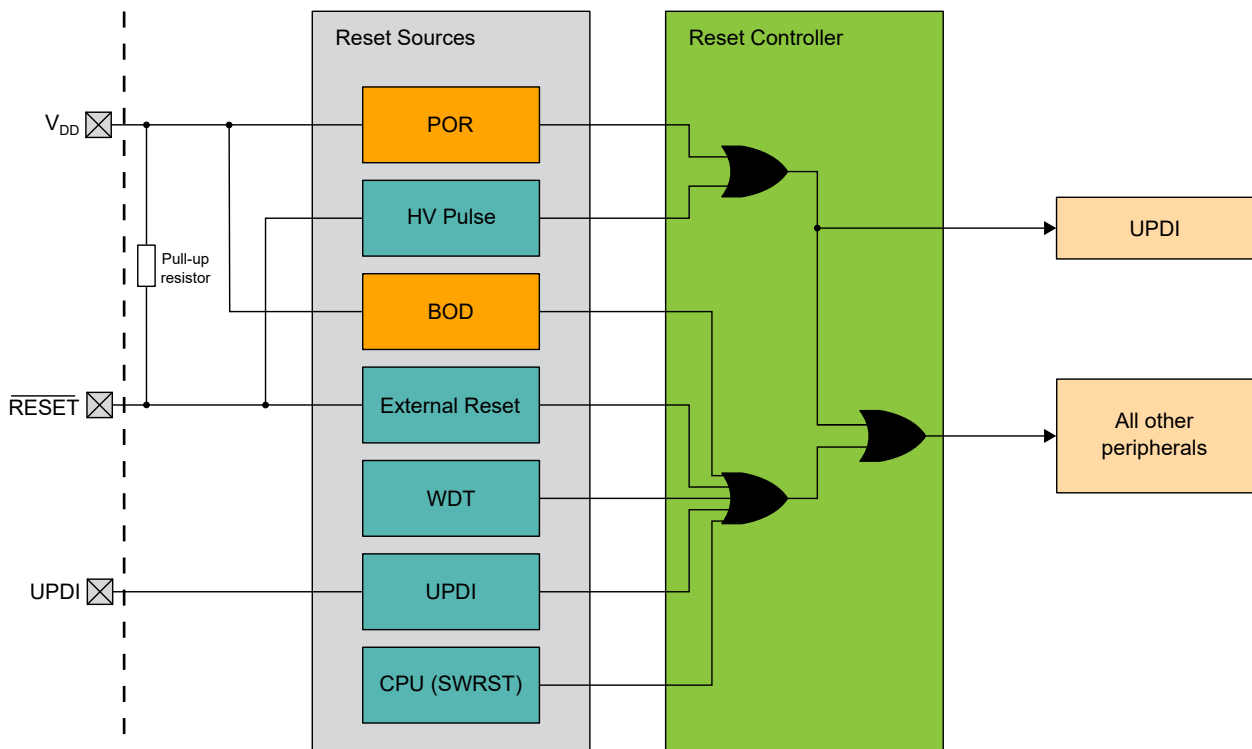 Reset Sources
Reset Controller
VDD
POR
HV Pulse
UPDI
Pull-up
resistor
BOD
RESET
External Reset
All other
peripherals
WDT
UPDI
UPDI
CPU (SWRST)